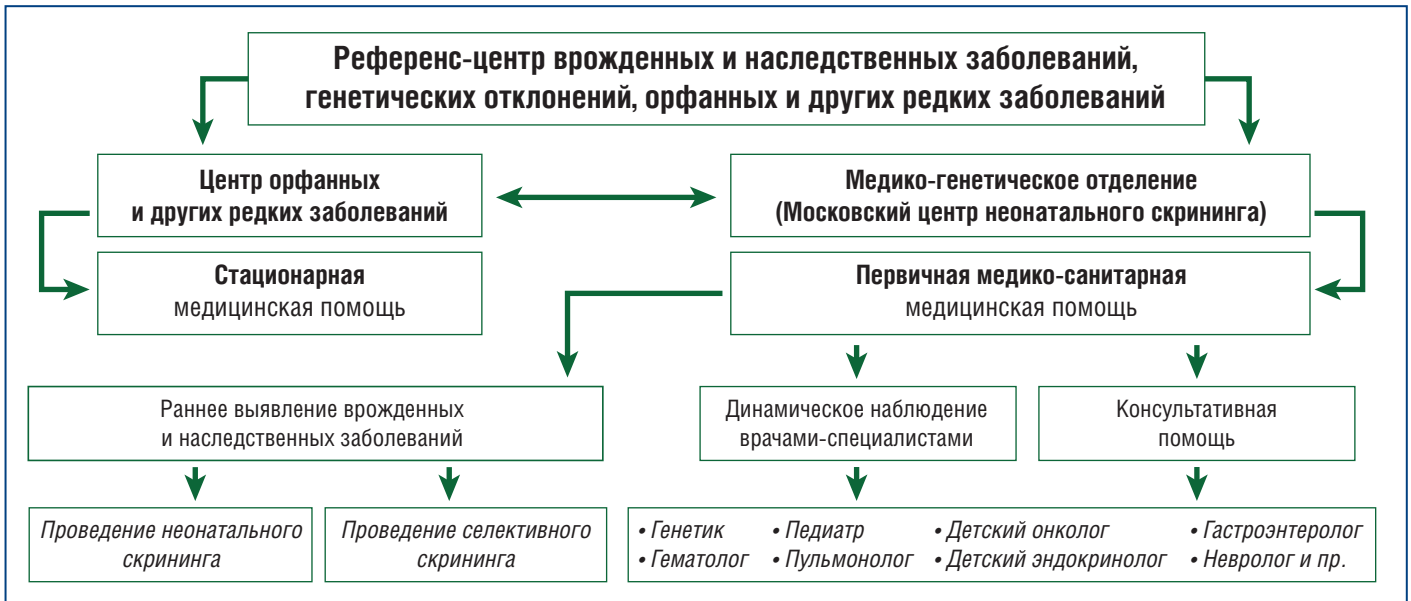 Референс-центр врожденных и наследственных заболеваний,
генетических отклонений, орфанных и других редких заболеваний
Центр орфанных
и других редких заболеваний
Медико-генетическое отделение
(Московский центр неонатального скрининга)
Стационарная
медицинская помощь
Первичная медико-санитарная
медицинская помощь
Раннее выявление врожденных
и наследственных заболеваний
Динамическое наблюдение
врачами-специалистами
Консультативная
помощь
Проведение неонатального
скрининга
Проведение селективного
скрининга
• Генетик • Педиатр • Детский онколог • Гастроэнтеролог
• Гематолог • Пульмонолог • Детский эндокринолог • Невролог и пр.